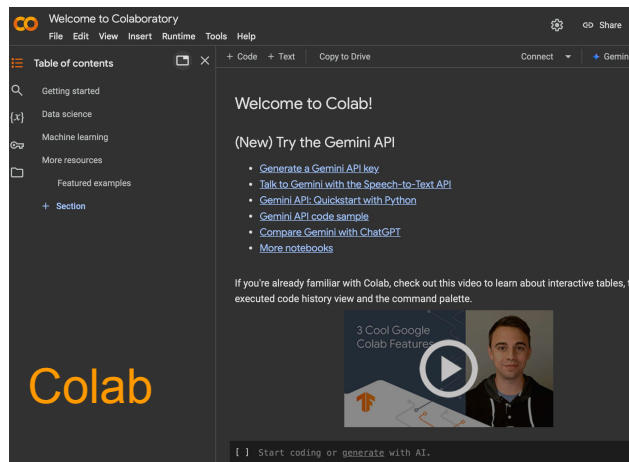 Welcome to Colaboratory
File Edit View Insert Runtime Tools Help
Share
Table of contents
+ Code + Text Copy to Drive
Connect
Gemin
Getting started
Data science
{x}
Machine learning
More resources
Featured examples
+ Section
Welcome to Colab!
(New) Try the Gemini API
Generate a Gemini API key
Talk to Gemini with the Speech-to-Text API
Gemini API: Quickstart with Python
Gemini API code sample
Compare Gemini with ChatGPT
More notebooks
If you're already familiar with Colab, check out this video to learn about interactive tables,
executed code history view and the command palette.
3 Cool Google
Colab Features
Colab
[ ] Start coding or generate with AI.